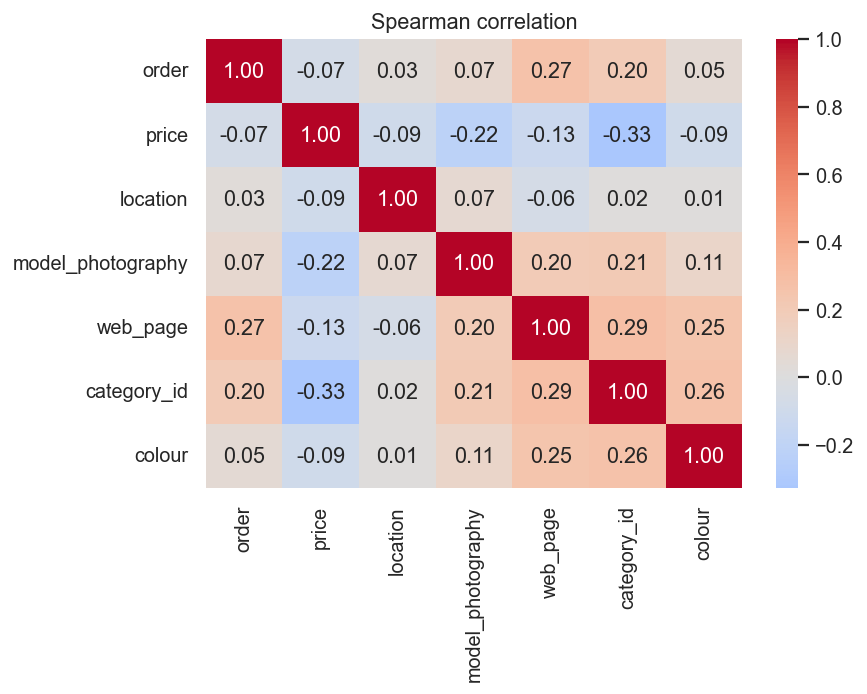 Spearman correlation
order 1.00 -0.07 0.03 0.07 0.27 0.20 0.05
price -0.07 1.00 -0.09 -0.22 -0.13 -0.33 -0.09
location 0.03 -0.09 1.00 0.07 -0.06 0.02 0.01
model_photography 0.07 -0.22 0.07 1.00 0.20 0.21 0.11
web_page 0.27 -0.13 -0.06 0.20 1.00 0.29 0.25
category_id 0.20 -0.33 0.02 0.21 0.29 1.00 0.26
colour 0.05 -0.09 0.01 0.11 0.25 0.26 1.00
order price location model_photography web_page category_id colour
1.0
0.8
0.6
0.4
0.2
0.0
−0.2